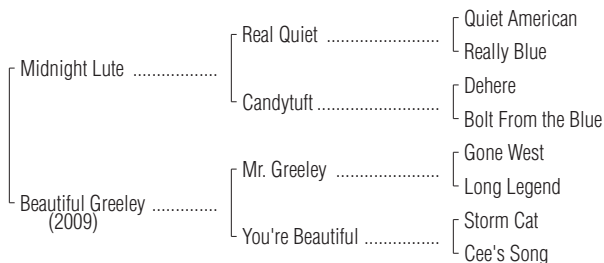 Quiet American
Real Quiet ....................
Really Blue
Midnight Lute .................
Dehere
Candytuft......................
Bolt From the Blue
Gone West
Mr. Greeley ..................
Long Legend
Beautiful Greeley .............
(2009)
Storm Cat
You're Beautiful .............
Cee's Song